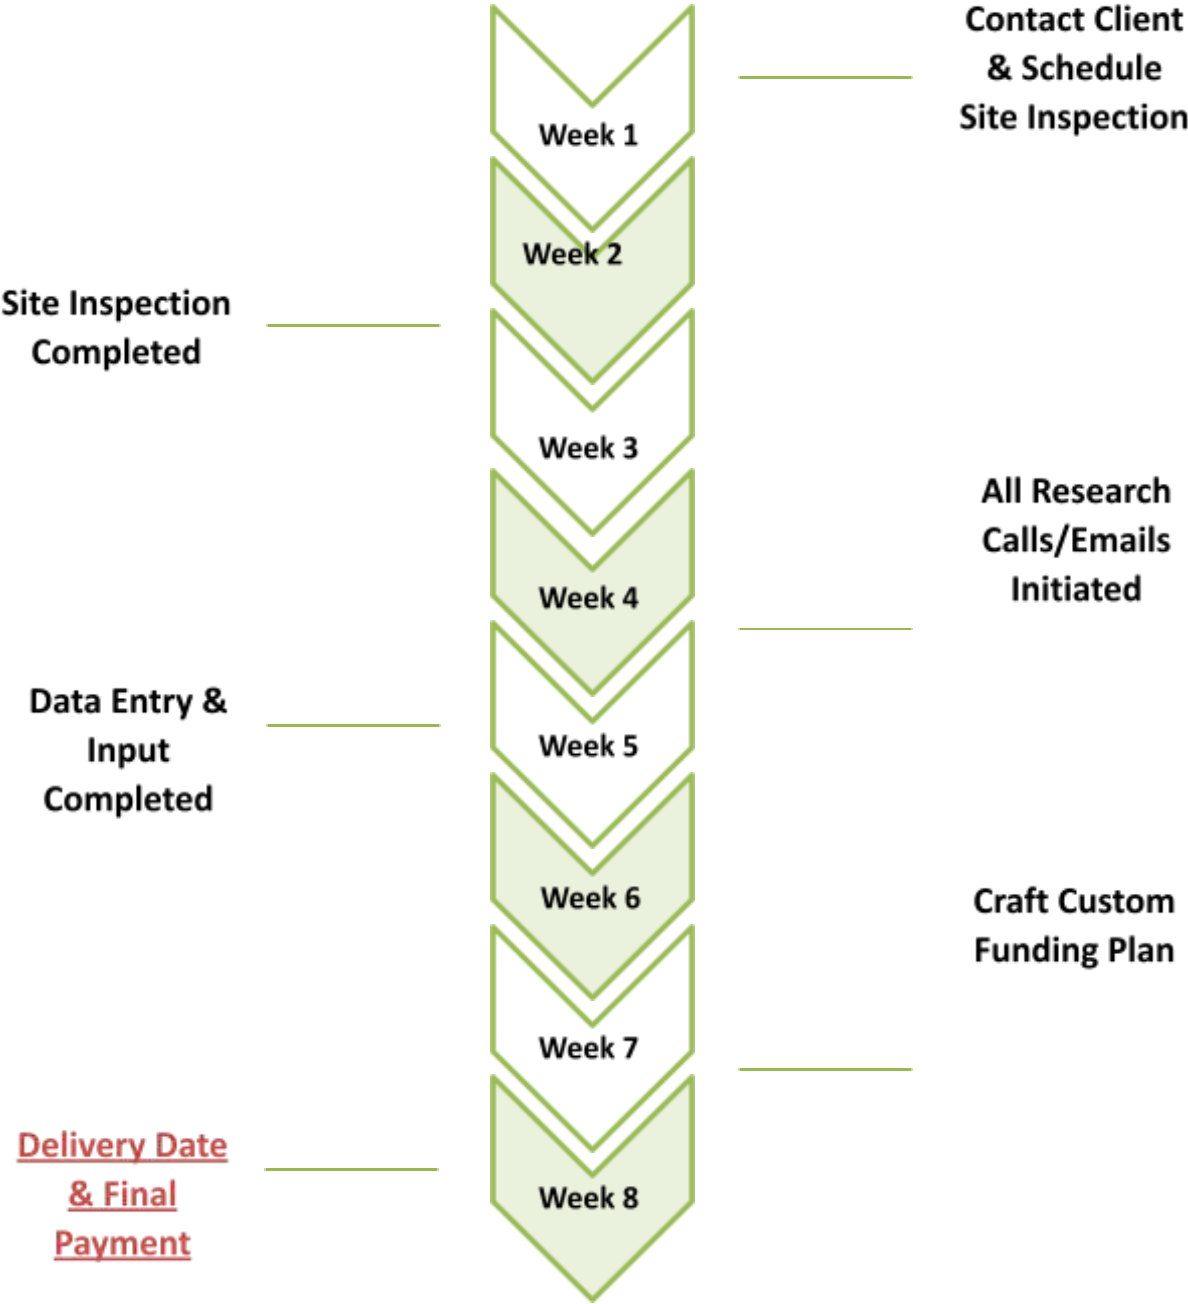 Contact Client
& Schedule
Site Inspection
Week 1
Week 2
Site Inspection
Completed
Week 3
All Research
Calls/Emails
Initiated
Week 4
Data Entry &
Input
Completed
Week 5
Week 6
Craft Custom
Funding Plan
Week 7
Delivery Date
& Final
Payment
Week 8